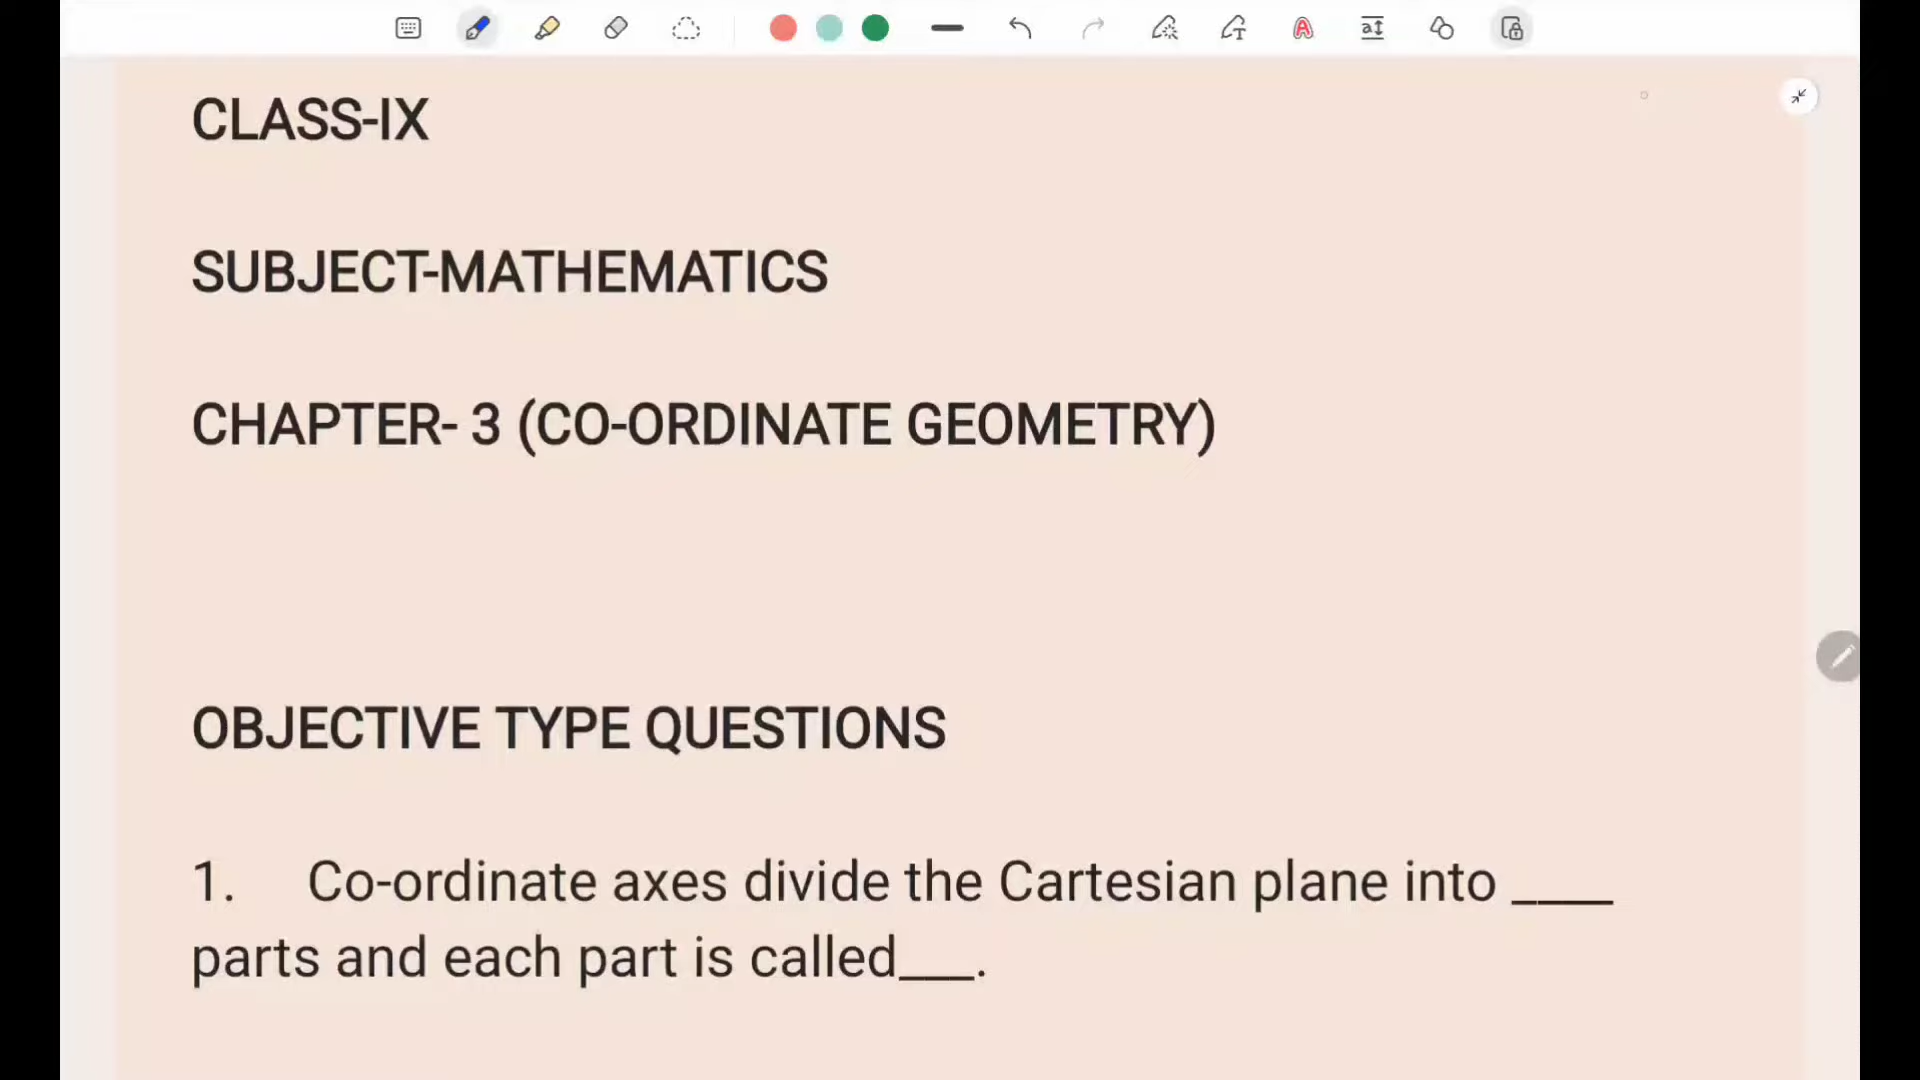 CLASS-IX
SUBJECT-MATHEMATICS
CHAPTER- 3 (CO-ORDINATE GEOMETRY)
OBJECTIVE TYPE QUESTIONS
1. Co-ordinate axes divide the Cartesian plane into ____
parts and each part is called___.